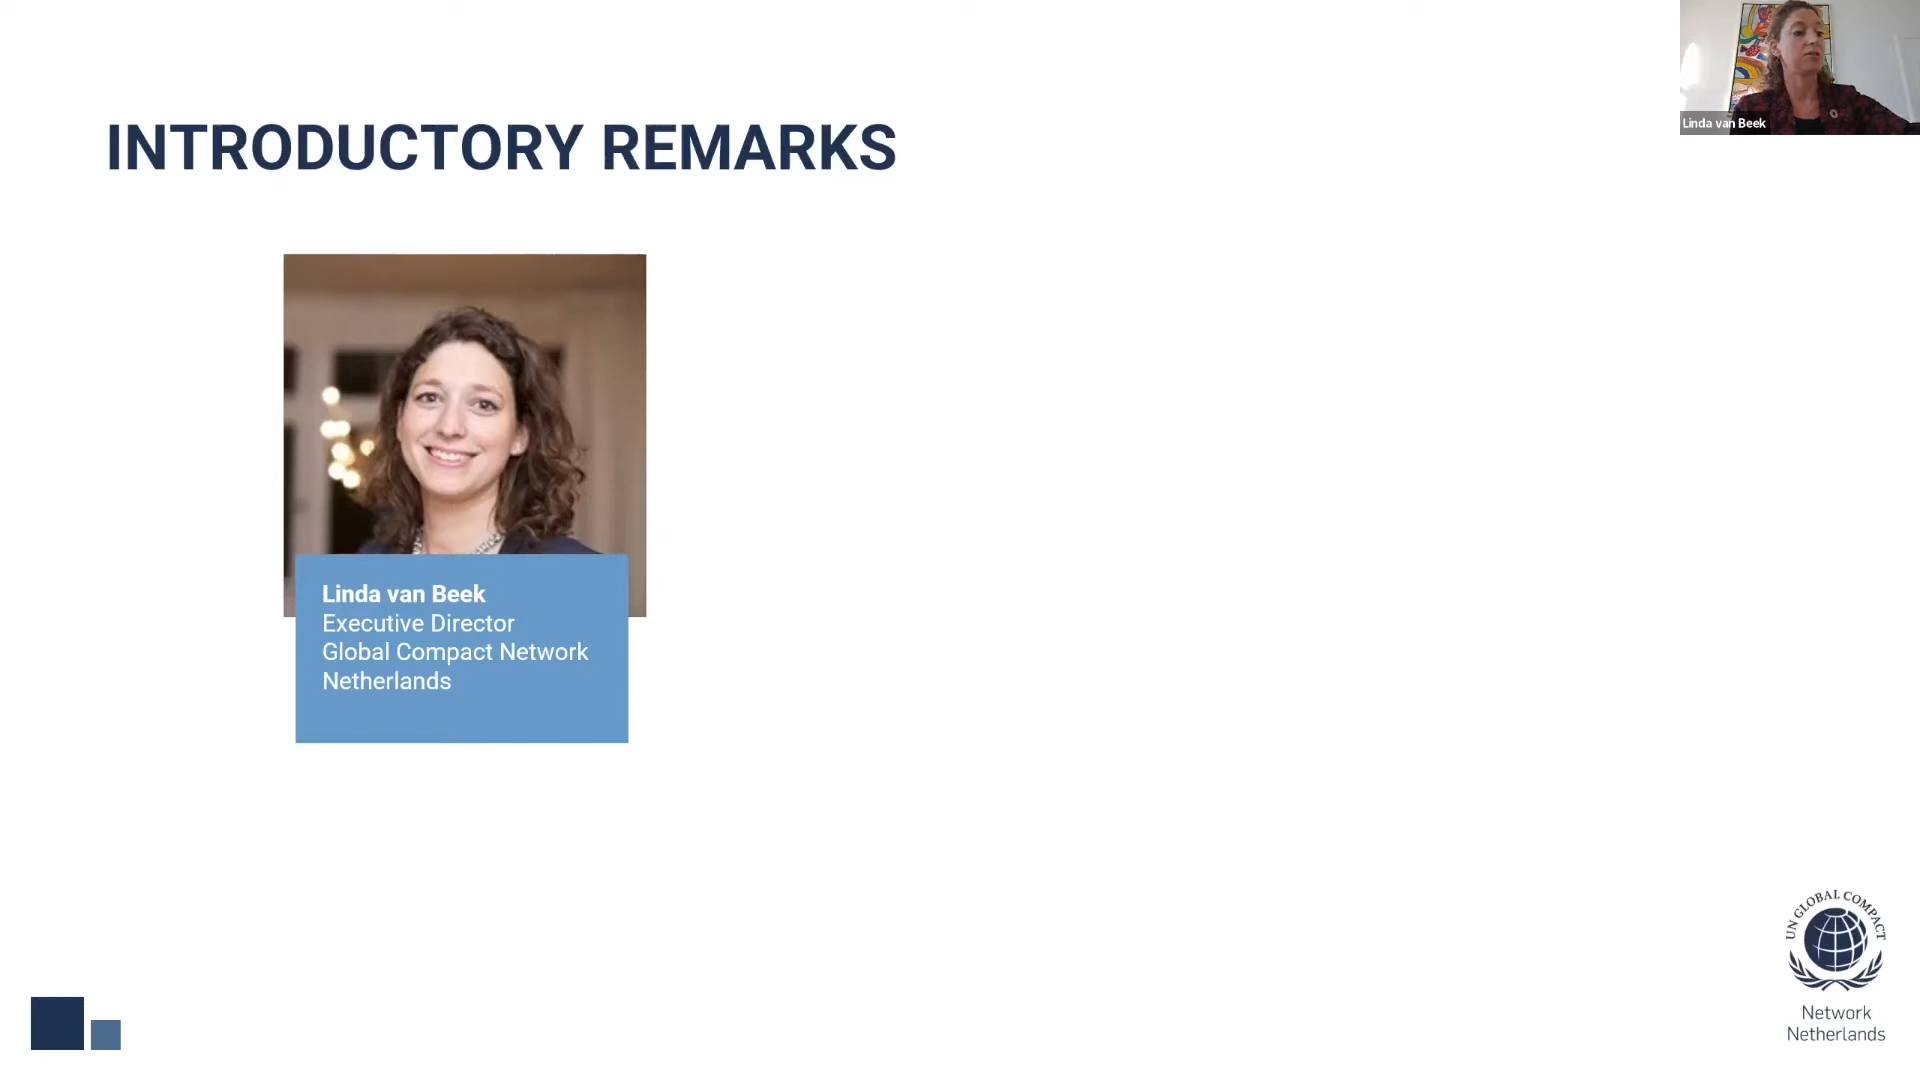 INTRODUCTORY REMARKS
Linda van Beek
Linda van Beek
Executive Director
Global Compact Network
Netherlands
UN GLOBAL COMPACT
Network
Netherlands